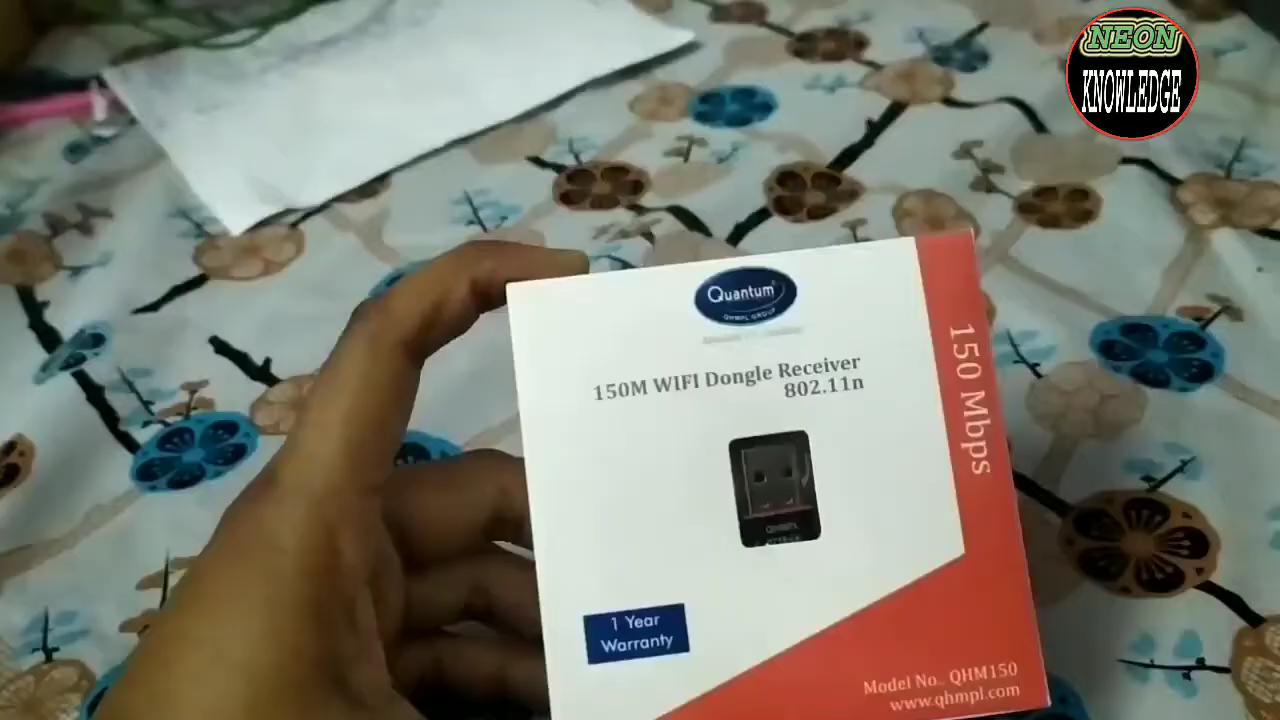 NEON
KNOWLEDGE
Quantum
QHMPL GROUP
150M WIFI Dongle Receiver
802.11n
150 Mbps
QHMPL
1 Year
Warranty
Model No.. QHM150
www.qhmpl.com